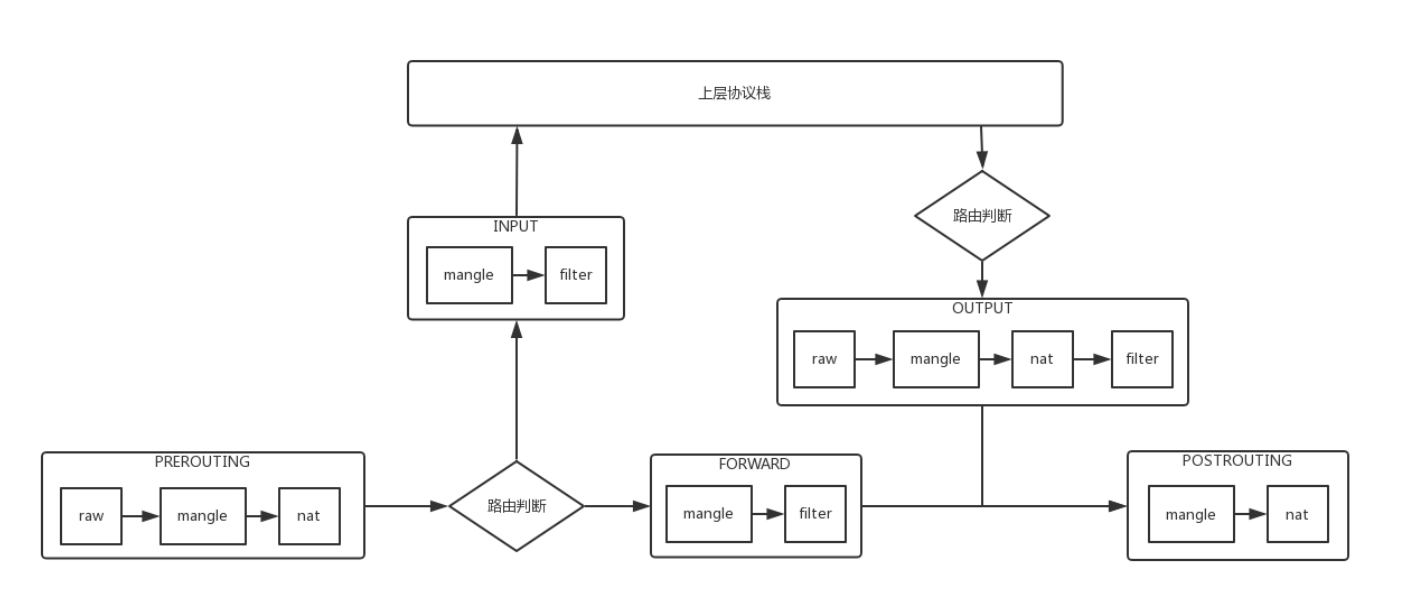 上层协议栈
路由判断
INPUT
mangle
filter
OUTPUT
raw
mangle
nat
filter
PREROUTING
raw
mangle
nat
路由判断
FORWARD
mangle
filter
POSTROUTING
mangle
nat